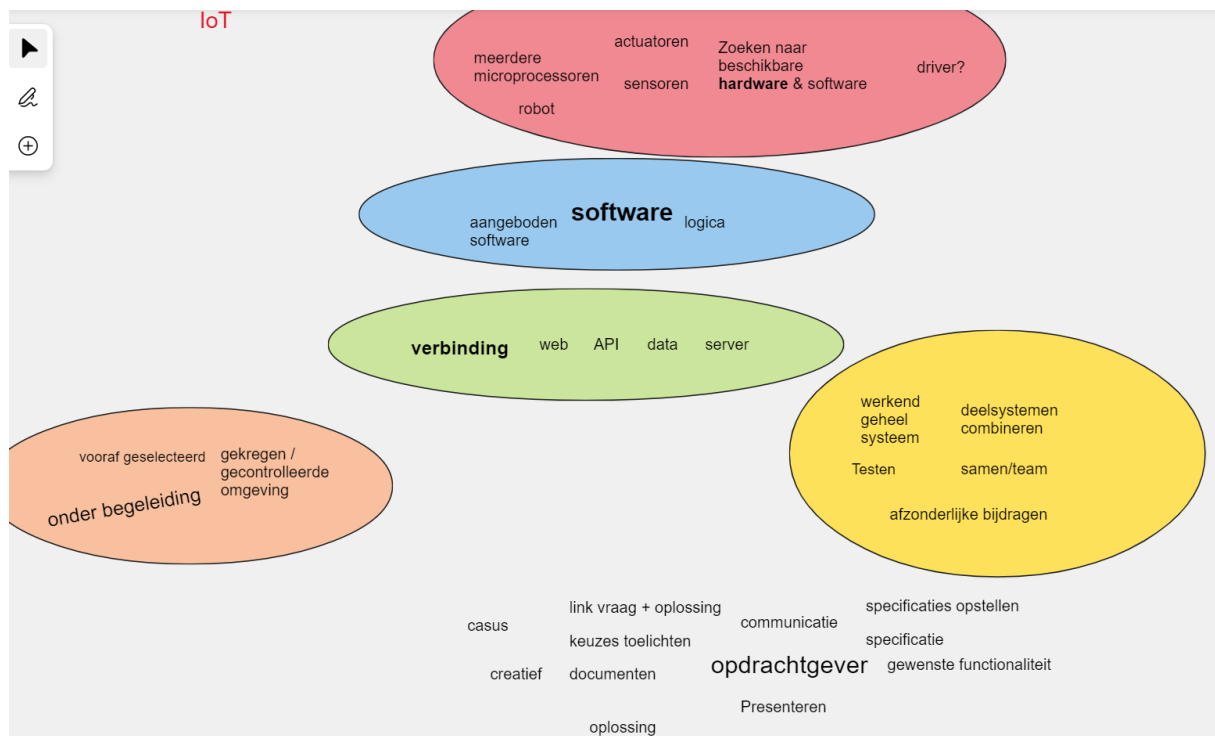 IoT
actuatoren
meerdere
microprocessoren
sensoren
robot
Zoeken naar
beschikbare
hardware & software
driver?
software
aangeboden
software
logica
verbinding
web
API
data
server
werkend
geheel
systeem
deelsystemen
combineren
Testen
samen/team
afzonderlijke bijdragen
vooraf geselecteerd
gekregen /
gecontrolleerde
omgeving
onder begeleiding
link vraag + oplossing
casus
keuzes toelichten
communicatie
specificaties opstellen
specificatie
creatief
documenten
opdrachtgever
gewenste functionaliteit
Presenteren
oplossing